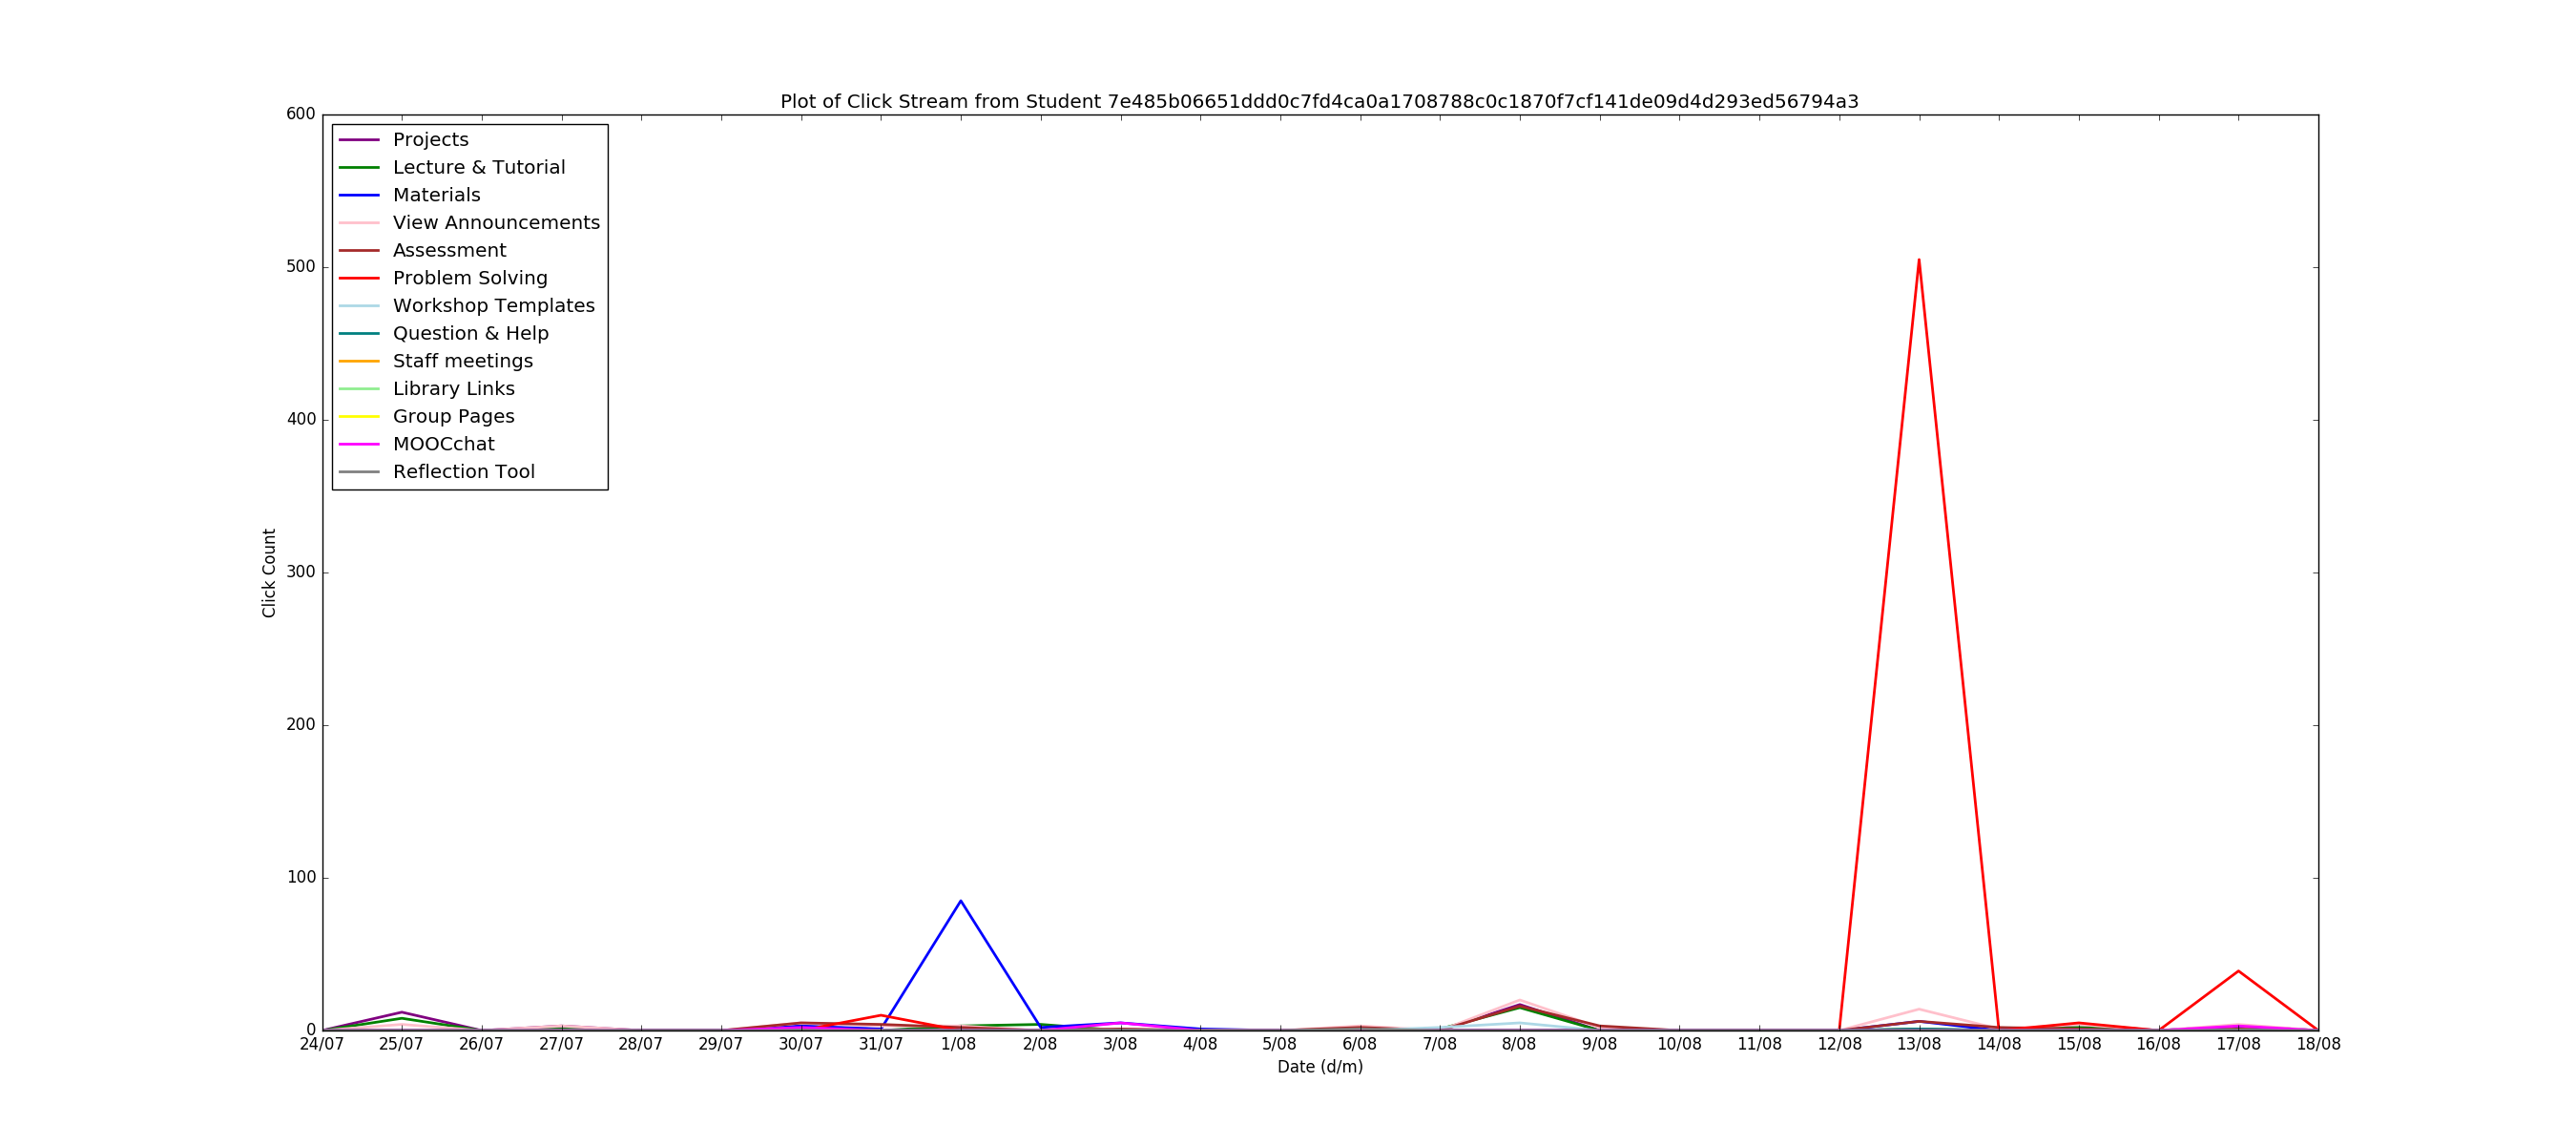 Plot of Click Stream from Student 7e485b06651ddd0c7fd4ca0a1708788c0c1870f7cf141de09d4d293ed56794a3
600
500
400
300
200
100
0
Click Count
Projects
Lecture & Tutorial
Materials
View Announcements
Assessment
Problem Solving
Workshop Templates
Question & Help
Staff meetings
Library Links
Group Pages
MOOCchat
Reflection Tool
24/07 25/07 26/07 27/07 28/07 29/07 30/07 31/07 1/08 2/08 3/08 4/08 5/08 6/08 7/08 8/08 9/08 10/08 11/08 12/08 13/08 14/08 15/08 16/08 17/08 18/08
Date (d/m)